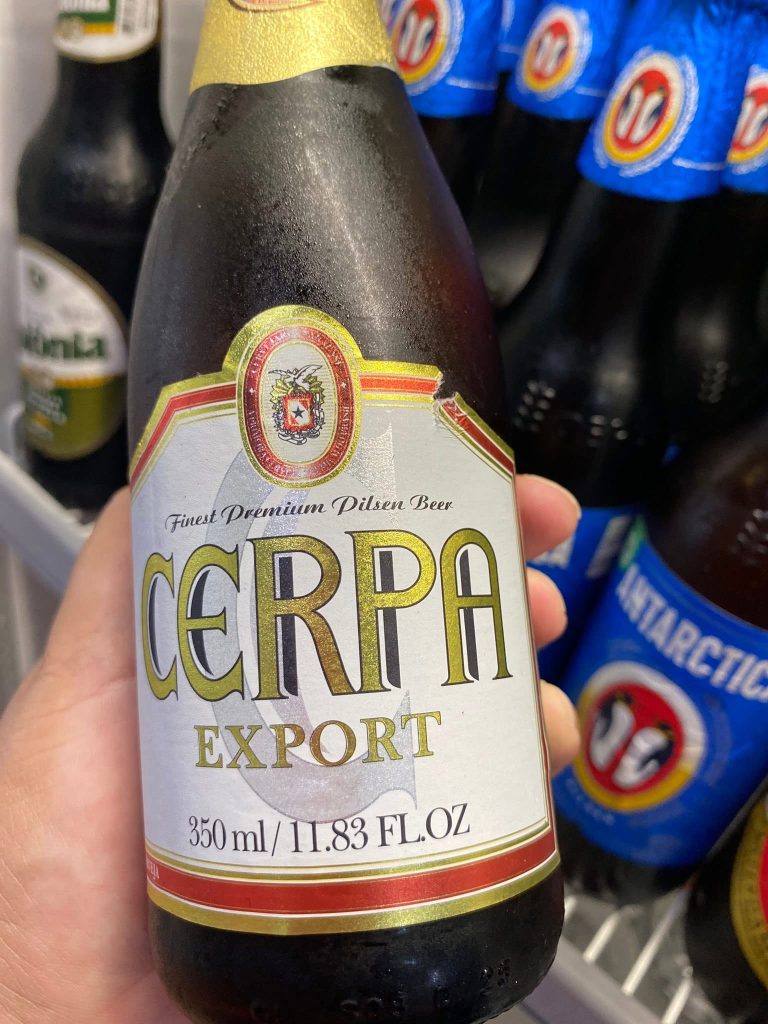 Finest Premium Pilsen Beer
CERPA
EXPORT
350 ml / 11.83 FL.OZ
ANTARCTICA